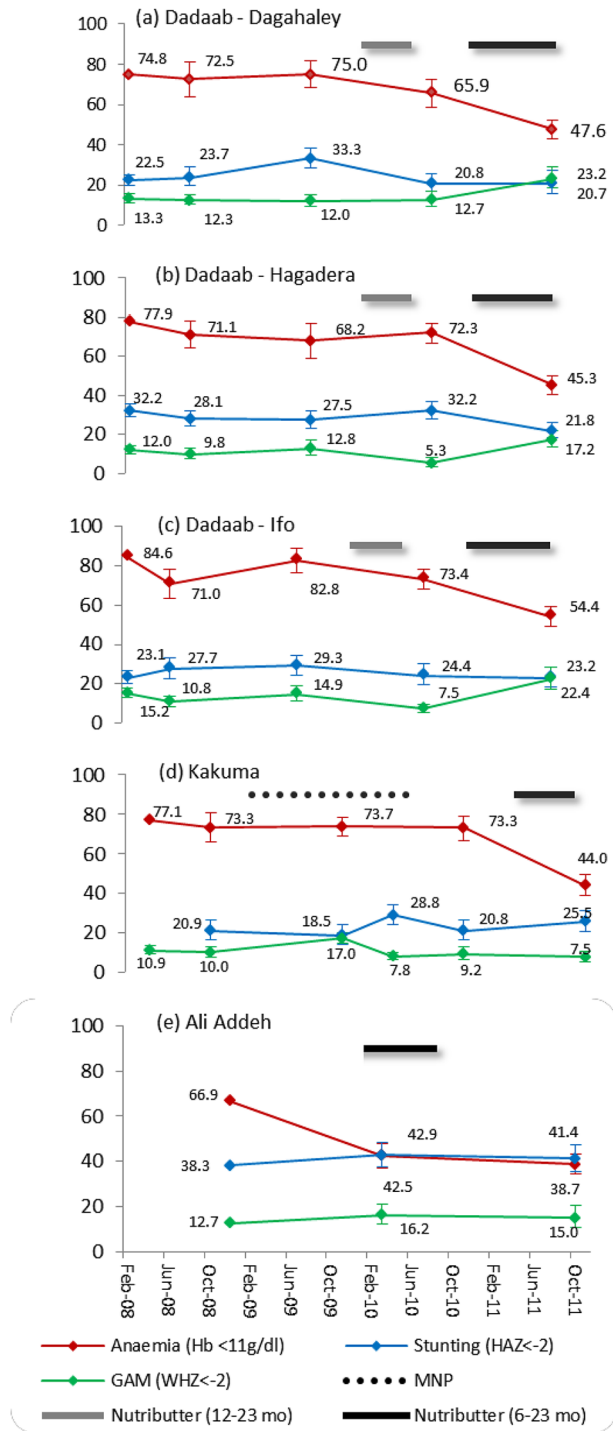 (a) Dadaab - Dagahaley
100
80
60
40
20
0
74.8 72.5 75.0 65.9 47.6
22.5 23.7 33.3 20.8 23.2
13.3 12.3 12.0 12.7 20.7
(b) Dadaab - Hagadera
100
80
60
40
20
0
77.9 71.1 68.2 72.3 45.3
32.2 28.1 27.5 32.2 21.8
12.0 9.8 12.8 5.3 17.2
(c) Dadaab - Ifo
100
80
60
40
20
0
84.6 71.0 82.8 73.4 54.4
23.1 27.7 29.3 24.4 23.2
15.2 10.8 14.9 7.5 22.4
(d) Kakuma
100
80
60
40
20
0
77.1 73.3 73.7 73.3 44.0
20.9 18.5 28.8 20.8 25.5
10.9 10.0 17.0 7.8 9.2 7.5
(e) Ali Addeh
100
80
60
40
20
0
66.9 42.9 41.4
38.3 42.5 38.7
12.7 16.2 15.0
Feb-08
Jun-08
Oct-08
Feb-09
Jun-09
Oct-09
Feb-10
Jun-10
Oct-10
Feb-11
Jun-11
Oct-11
Anaemia (Hb <11g/dl) Stunting (HAZ<-2)
GAM (WHZ<-2) MNP
Nutributter (12-23 mo) Nutributter (6-23 mo)